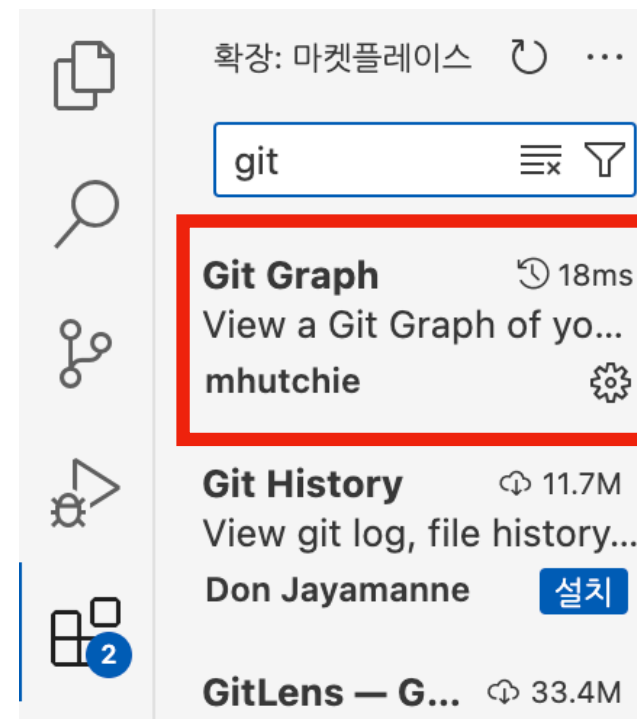 확장: 마켓플레이스
git
Git Graph 18ms
View a Git Graph of yo...
mhutchie
Git History 11.7M
View git log, file history...
Don Jayamanne 설치
2
GitLens — G... 33.4M